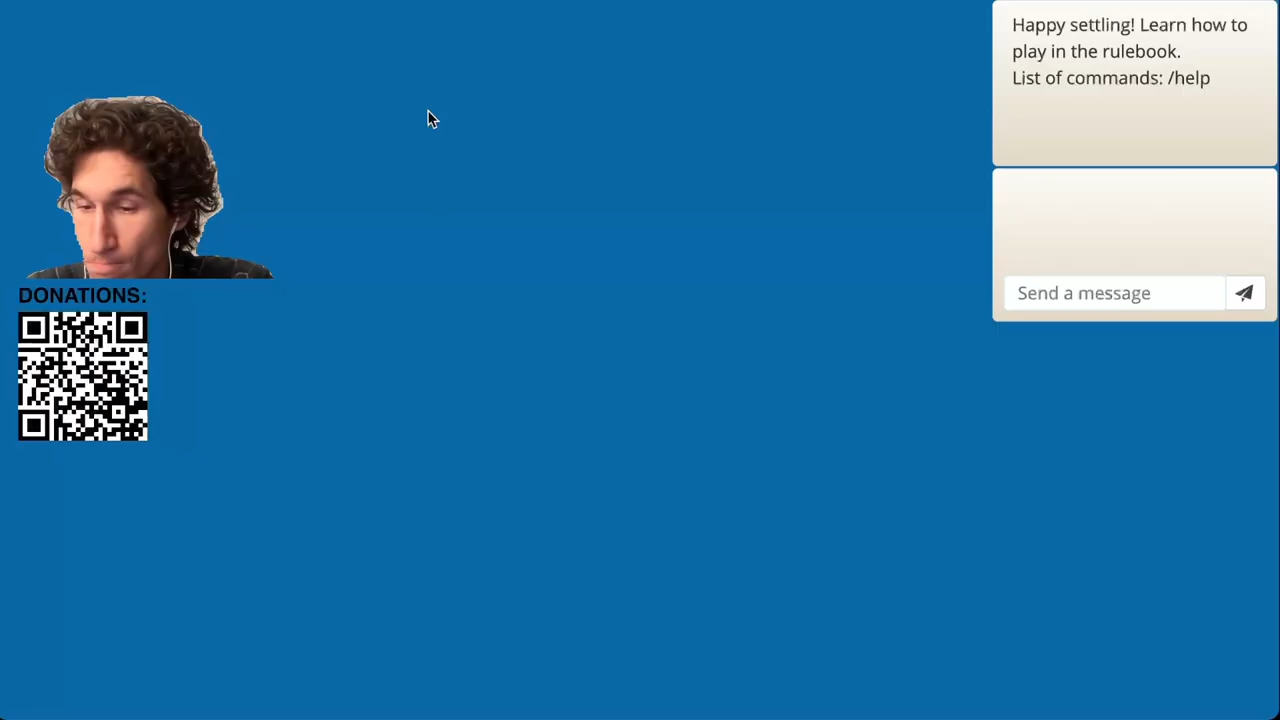 Happy settling! Learn how to
play in the rulebook.
List of commands: /help
DONATIONS:
Send a message